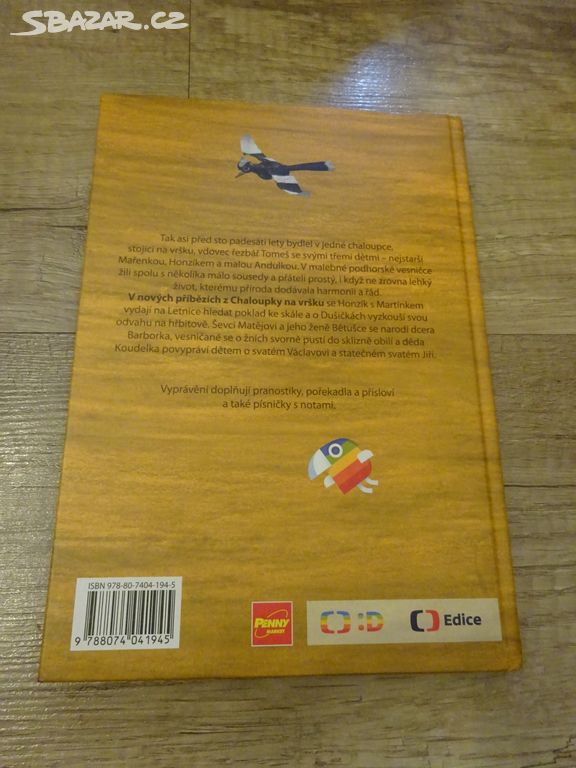 SBAZAR.CZ
Tak asi před sto padesáti lety bydlel v jedné chaloupce,
stojící na vršku, vdovec řezbář Tomeš se svými třemi dětmi – nejstarší
Mařenkou, Honzíkem a malou Andulkou. V malebné podhorské vesničce
žili spolu s několika málo sousedy a přáteli prostý, i když ne zrovna lehký
život, kterému příroda dodávala harmonii a řád.
V nových příbězích z Chaloupky na vršku se Honzík s Martínkem
vydají na Letnice hledat poklad ke skále a o Dušičkách vyzkouší svou
odvahu na hřbitově. Ševci Matějovi a jeho ženě Bětušce se narodí dcera
Barborka, vesničané se o žních svorně pustí do sklizně obilí a děda
Koudelka povypráví dětem o svatém Václavovi a statečném svatém Jiří.
Vyprávění doplňují pranostiky, pořekadla a přísloví
a také písničky s notami.
ISBN 978-80-7404-194-5
9 788074 041945
PENNY
MARKET
:D
Edice